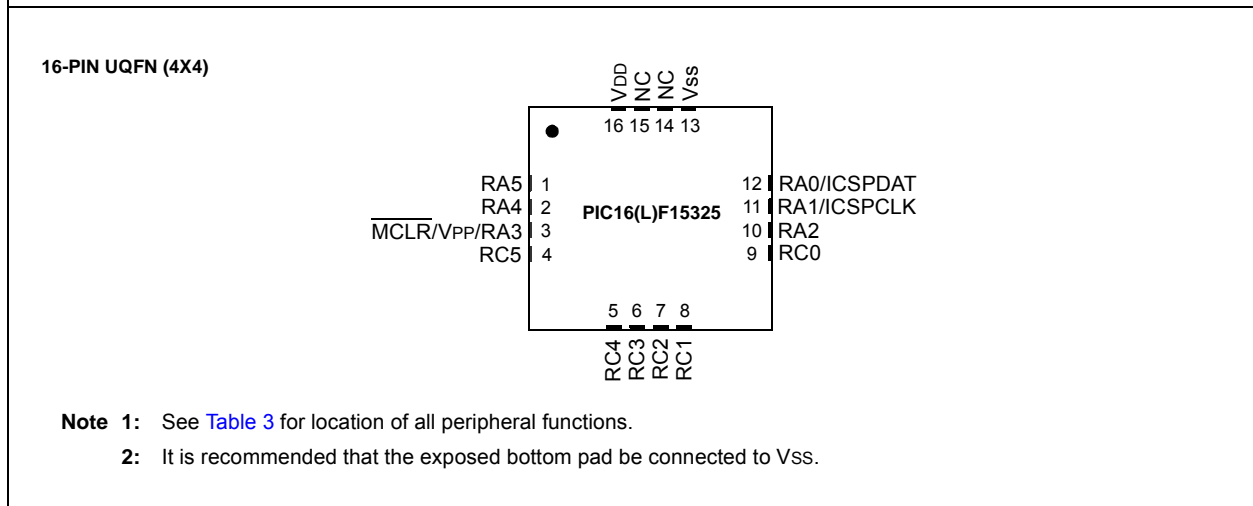 16-PIN UQFN (4X4)
VDD
NC
NC
Vss
16 15 14 13
RA5 1
RA4 2
MCLR/VPP/RA3 3
RC5 4
PIC16(L)F15325
12 RA0/ICSPDAT
11 RA1/ICSPCLK
10 RA2
9 RC0
5 6 7 8
RC4
RC3
RC2
RC1
Note 1: See Table 3 for location of all peripheral functions.
2: It is recommended that the exposed bottom pad be connected to VSS.